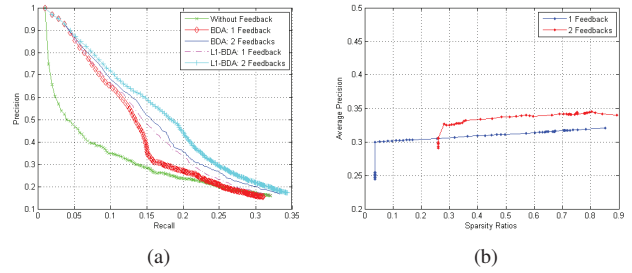 Without Feedback
BDA: 1 Feedback
BDA: 2 Feedbacks
L1-BDA: 1 Feedback
L1-BDA: 2 Feedbacks
Precision
1
0.9
0.8
0.7
0.6
0.5
0.4
0.3
0.2
0.1
0 0.05 0.1 0.15 0.2 0.25 0.3 0.35
Recall
(a)
1 Feedback
2 Feedbacks
Average Precision
0.5
0.45
0.4
0.35
0.3
0.25
0.2
0 0.1 0.2 0.3 0.4 0.5 0.6 0.7 0.8 0.9
Sparsity Ratios
(b)